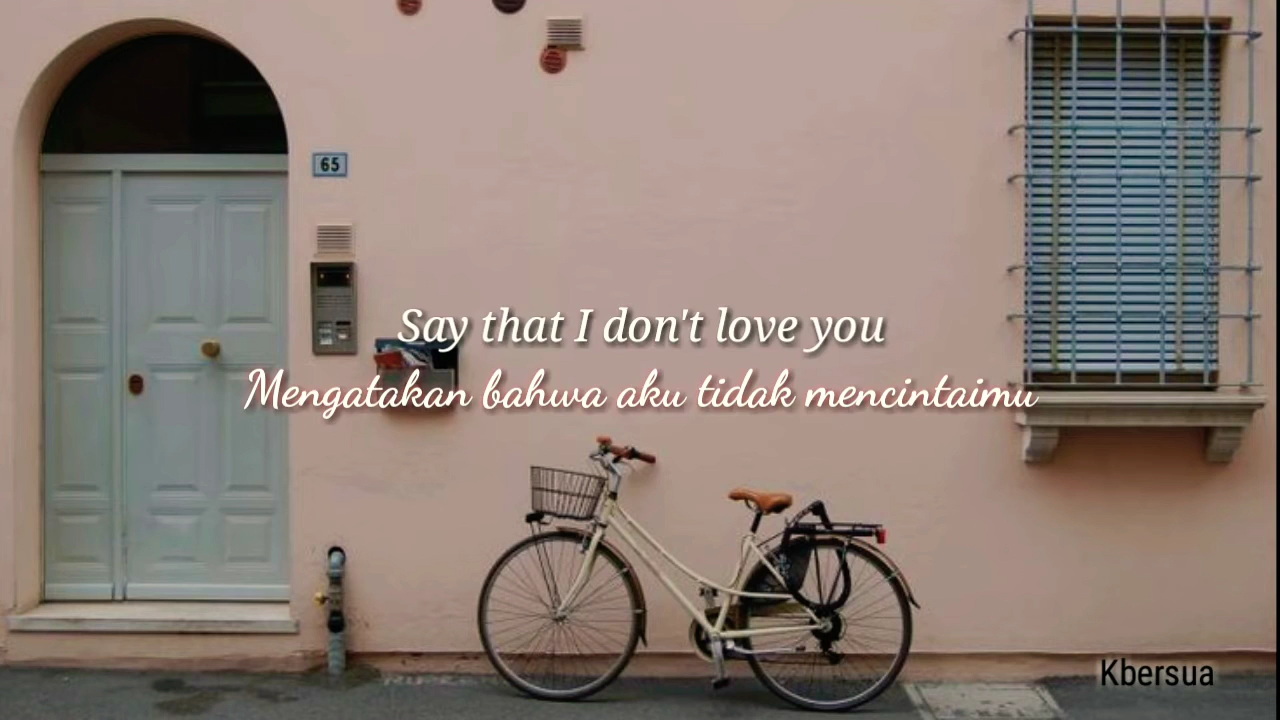 65
Say that I don't love you
Mengatakan bahwa aku tidak mencintaimu
Kbersua